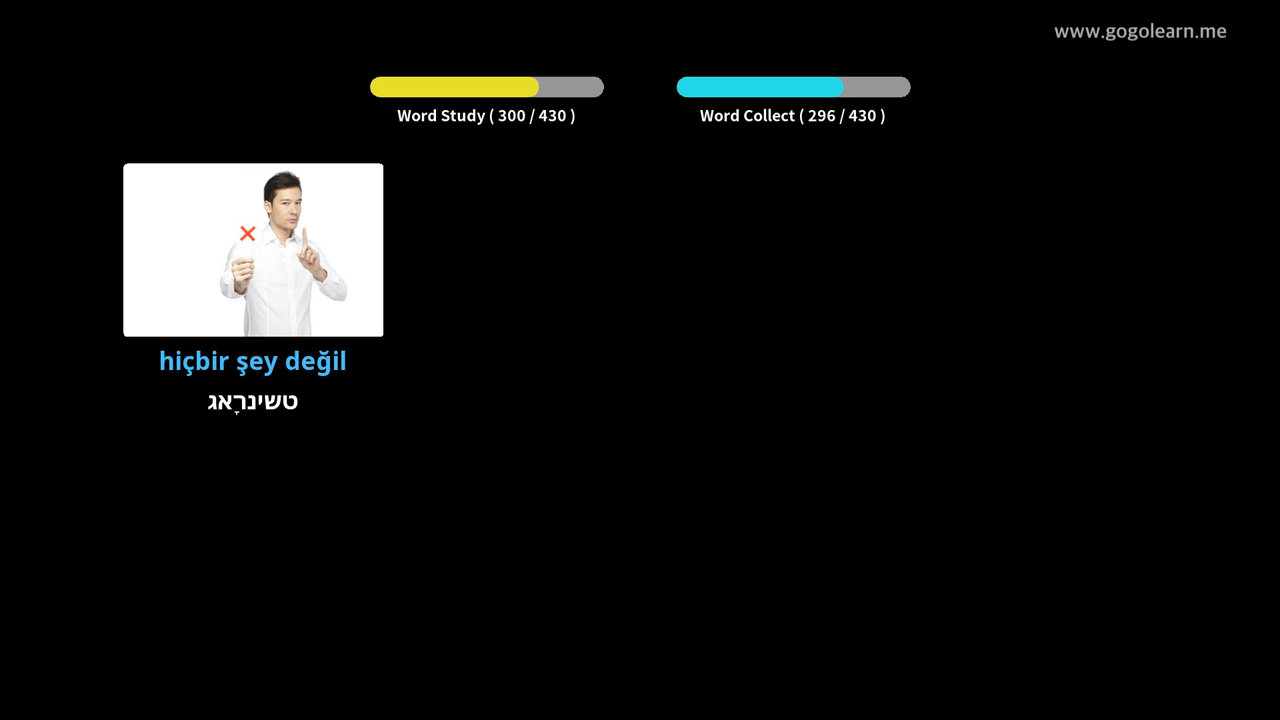 www.gogolearn.me
Word Study ( 300 / 430 )
Word Collect ( 296 / 430 )
hiçbir şey değil
טשינרָאג